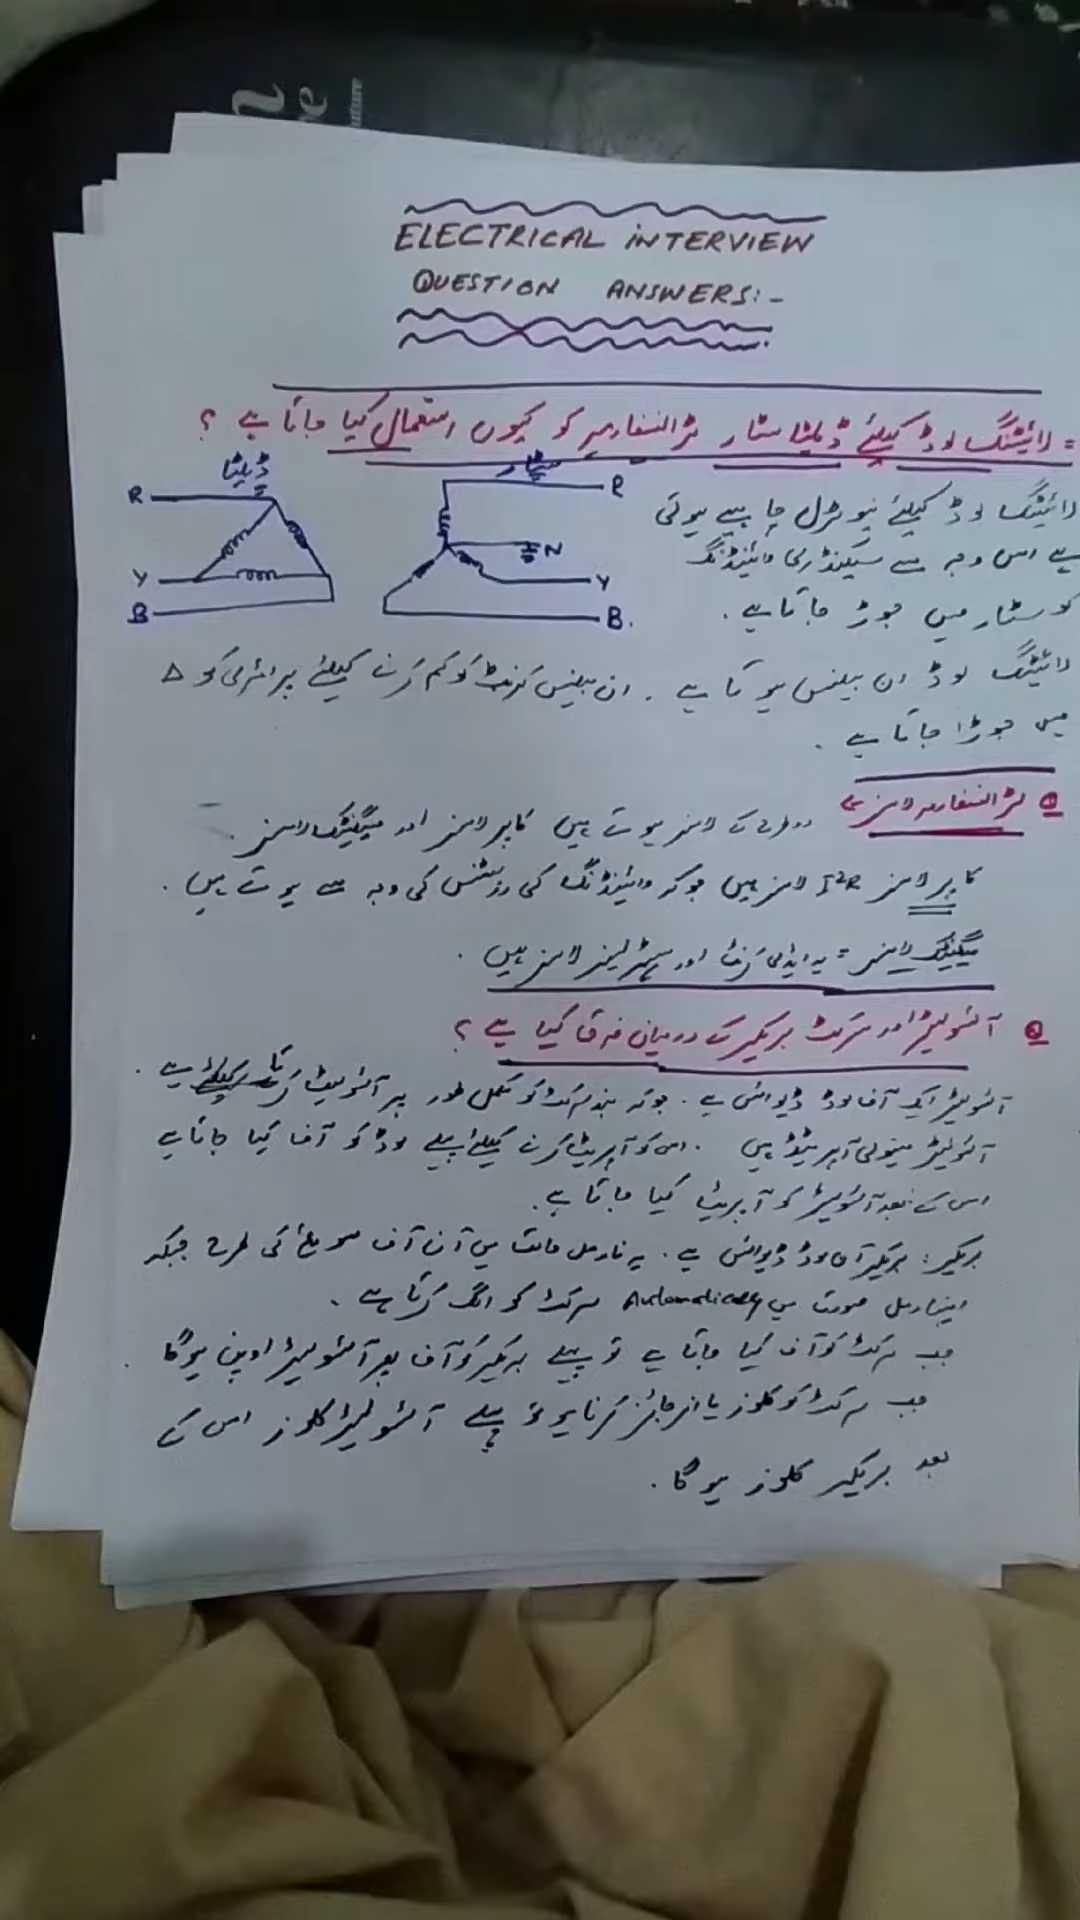 ELECTRICAL INTERVIEW
QUESTION ANSWERS:-
= لائیٹنگ لوڈ کیلئے ڈیلٹا سٹار ٹرانسفارمر کو کیوں استعمال کیا جاتا ہے ؟
ڈیلٹا
R
Y
B
سٹار
R
N
Y
B.
لائیٹنگ لوڈ کیلئے نیوٹرل چاہیے ہوتی
ہے اس وجہ سے سیکنڈری وائینڈنگ
کو سٹار میں جوڑ جاتا ہے .
لائیٹنگ لوڈ ان بیلنس ہوتا ہے . ان بیلنس کرنٹ کو کم کرنے کیلئے پرائمری کو Δ
میں جوڑا جاتا ہے .
ٹرانسفارمر لاسز
دو طرح کے لاسز ہوتے ہیں کاپر لاسز اور میگنیٹک لاسز .
کاپر لاسز I²R لاسز ہیں جو کہ وائینڈنگ کی رزسٹنس کی وجہ سے ہوتے ہیں .
میگنیٹک لاسز = یہ ایڈی کرنٹ اور ہسٹریسز لاسز ہیں .
آئسولیٹر اور سرکٹ بریکر کے درمیان فرق کیا ہے ؟
آئسولیٹر ایک آف لوڈ ڈیوائس ہے . جو کہ سرکٹ کو مکمل طور پر آئسولیٹ کرتا ہے .
آئسولیٹر مینولی آپریٹڈ ہیں . اس کو آپریٹ کرنے کیلئے پہلے لوڈ کو آف کیا جاتا ہے
اس کے بعد آئسولیٹر کو آپریٹ کیا جاتا ہے .
بریکر : بریکر آن لوڈ ڈیوائس ہے . یہ نارمل حالت میں آن آف سویچ کی طرح جبکہ
ابنارمل صورت میں Automatically سرکٹ کو الگ کرتا ہے .
جب سرکٹ کو آف کیا جاتا ہے تو پہلے بریکر کو آف پھر آئسولیٹر اوپن ہوگا .
جب سرکٹ کو کلوز یا انرجائز کرنا ہو تو پہلے آئسولیٹر کلوز اس کے
بعد بریکر کلوز ہوگا .